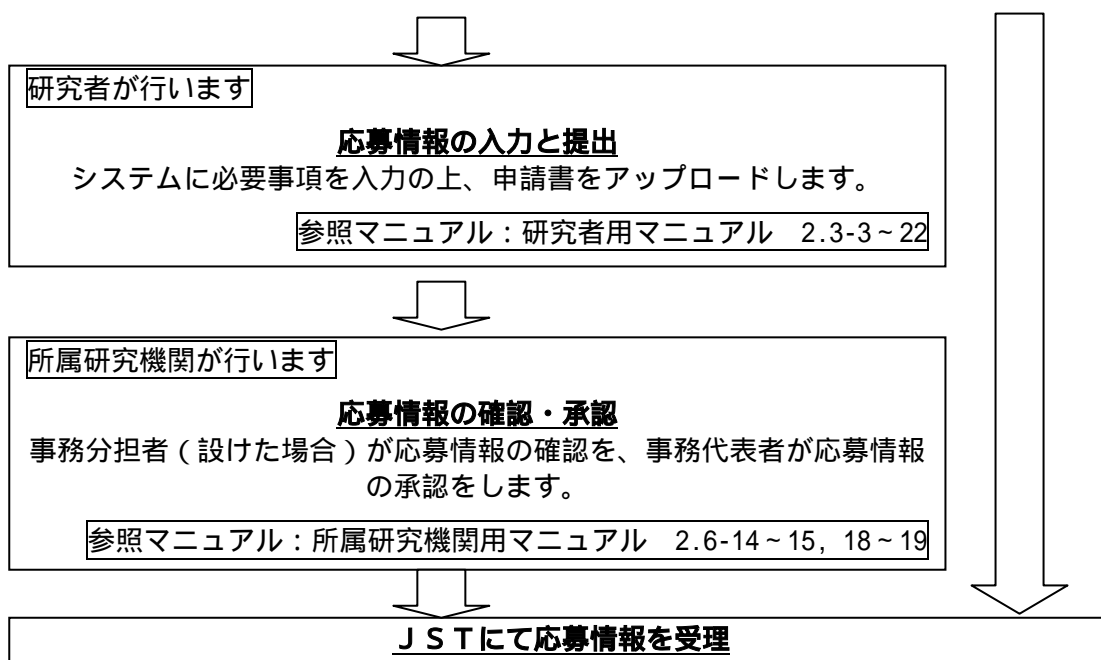 研究者が行います
応募情報の入力と提出
システムに必要事項を入力の上、申請書をアップロードします。
参照マニュアル：研究者用マニュアル　2.3-3～22
所属研究機関が行います
応募情報の確認・承認
事務分担者（設けた場合）が応募情報の確認を、事務代表者が応募情報
の承認をします。
参照マニュアル：所属研究機関用マニュアル　2.6-14～15, 18～19
ＪＳＴにて応募情報を受理